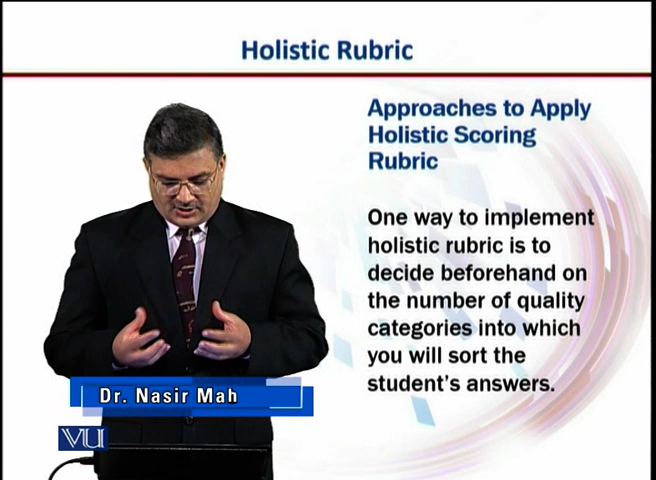 Holistic Rubric
Approaches to Apply
Holistic Scoring
Rubric
One way to implement
holistic rubric is to
decide beforehand on
the number of quality
categories into which
you will sort the
student's answers.
Dr. Nasir Mah
VU